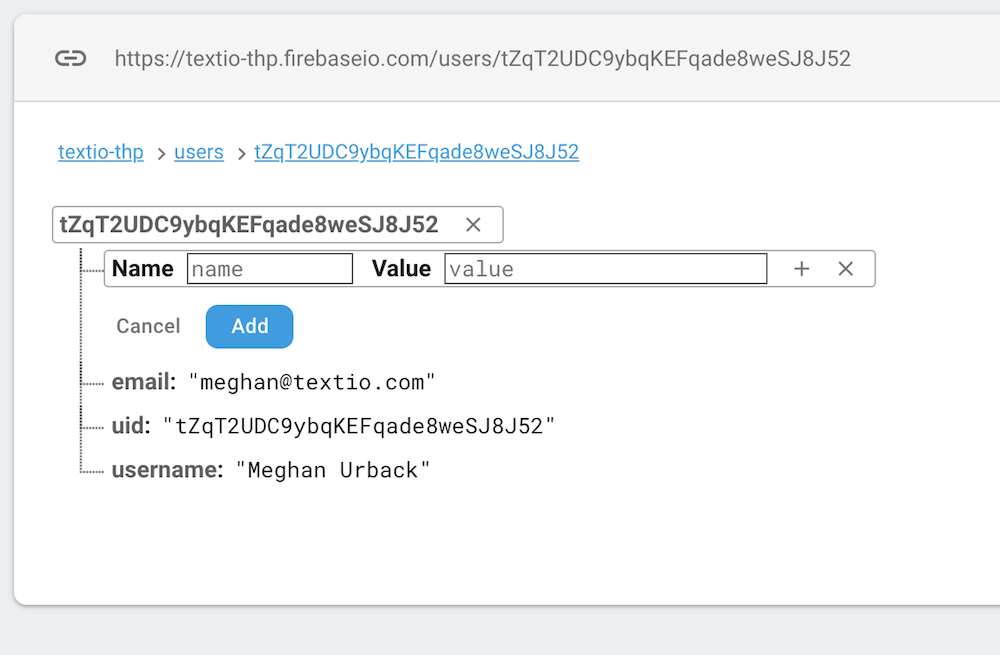 https://textio-thp.firebaseio.com/users/tZqT2UDC9ybqKEFqade8weSJ8J52
textio-thp > users > tZqT2UDC9ybqKEFqade8weSJ8J52
tZqT2UDC9ybqKEFqade8weSJ8J52
Name name Value value
Cancel Add
email: "meghan@textio.com"
uid: "tZqT2UDC9ybqKEFqade8weSJ8J52"
username: "Meghan Urback"